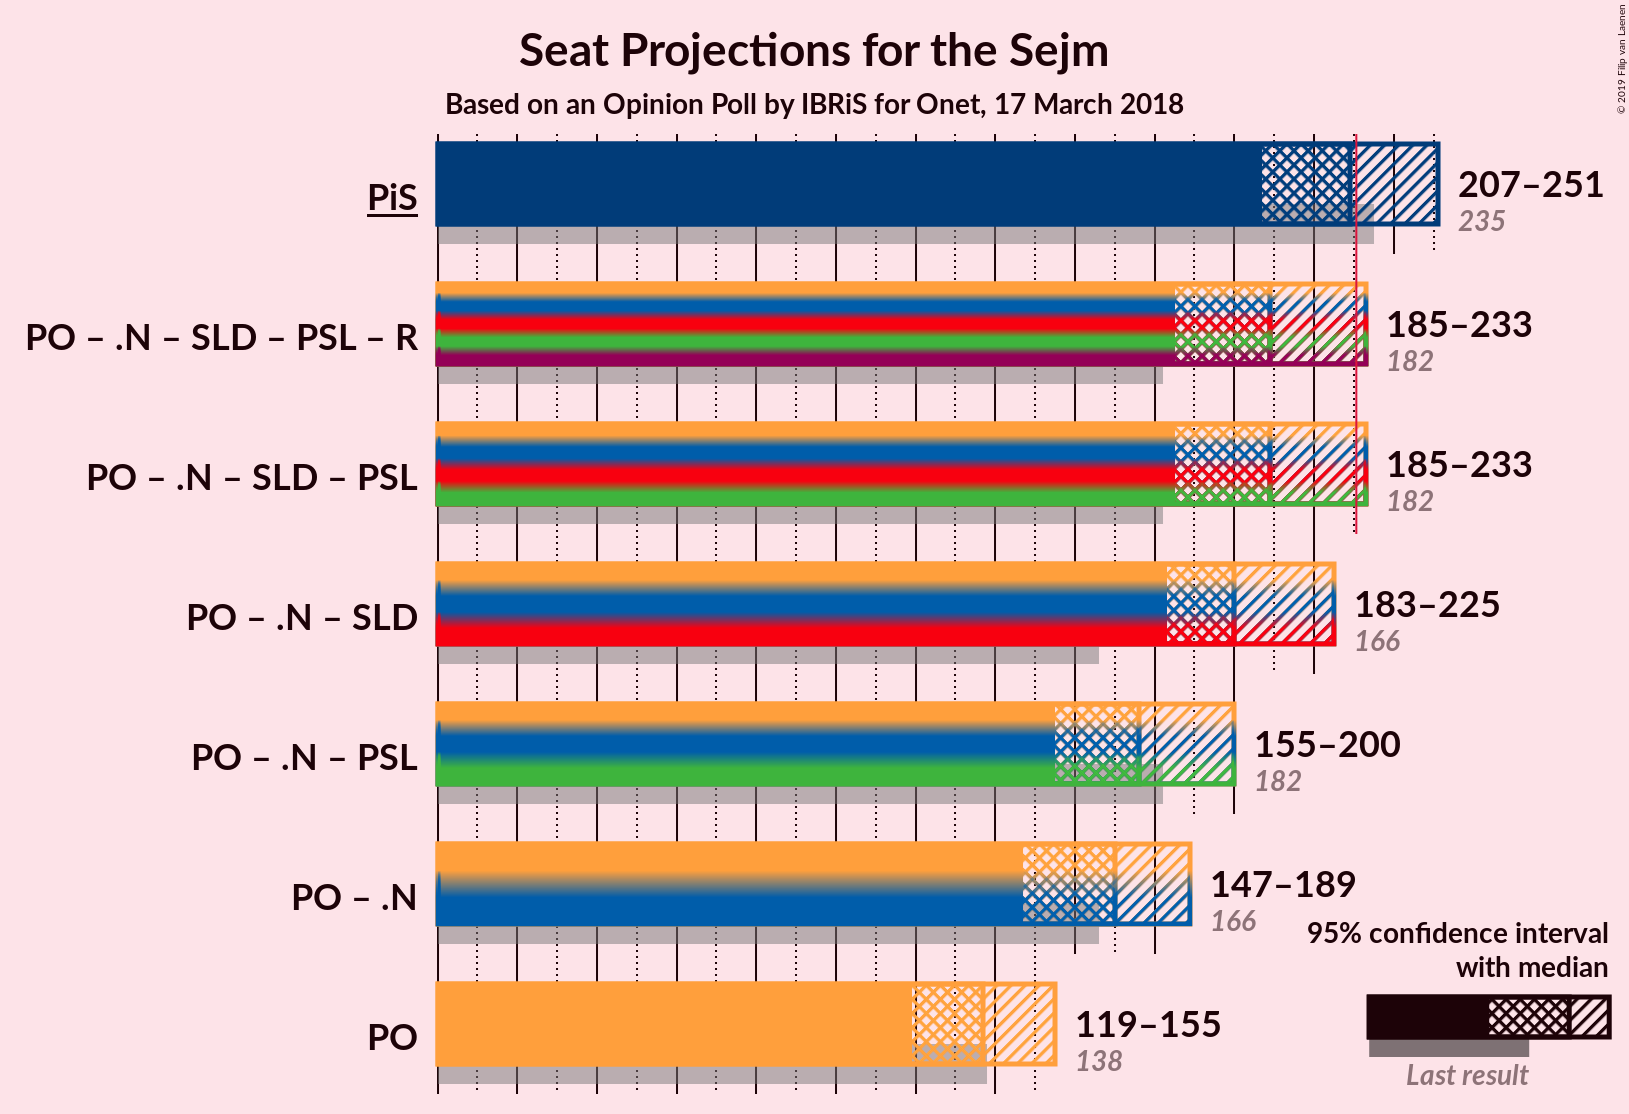 Seat Projections for the Sejm
Based on an Opinion Poll by IBRiS for Onet, 17 March 2018
© 2019 Filip van Laenen
PiS
207–251
235
PO – .N – SLD – PSL – R
185–233
182
PO – .N – SLD – PSL
185–233
182
PO – .N – SLD
183–225
166
PO – .N – PSL
155–200
182
PO – .N
147–189
166
PO
119–155
138
95% confidence interval
with median
Last result